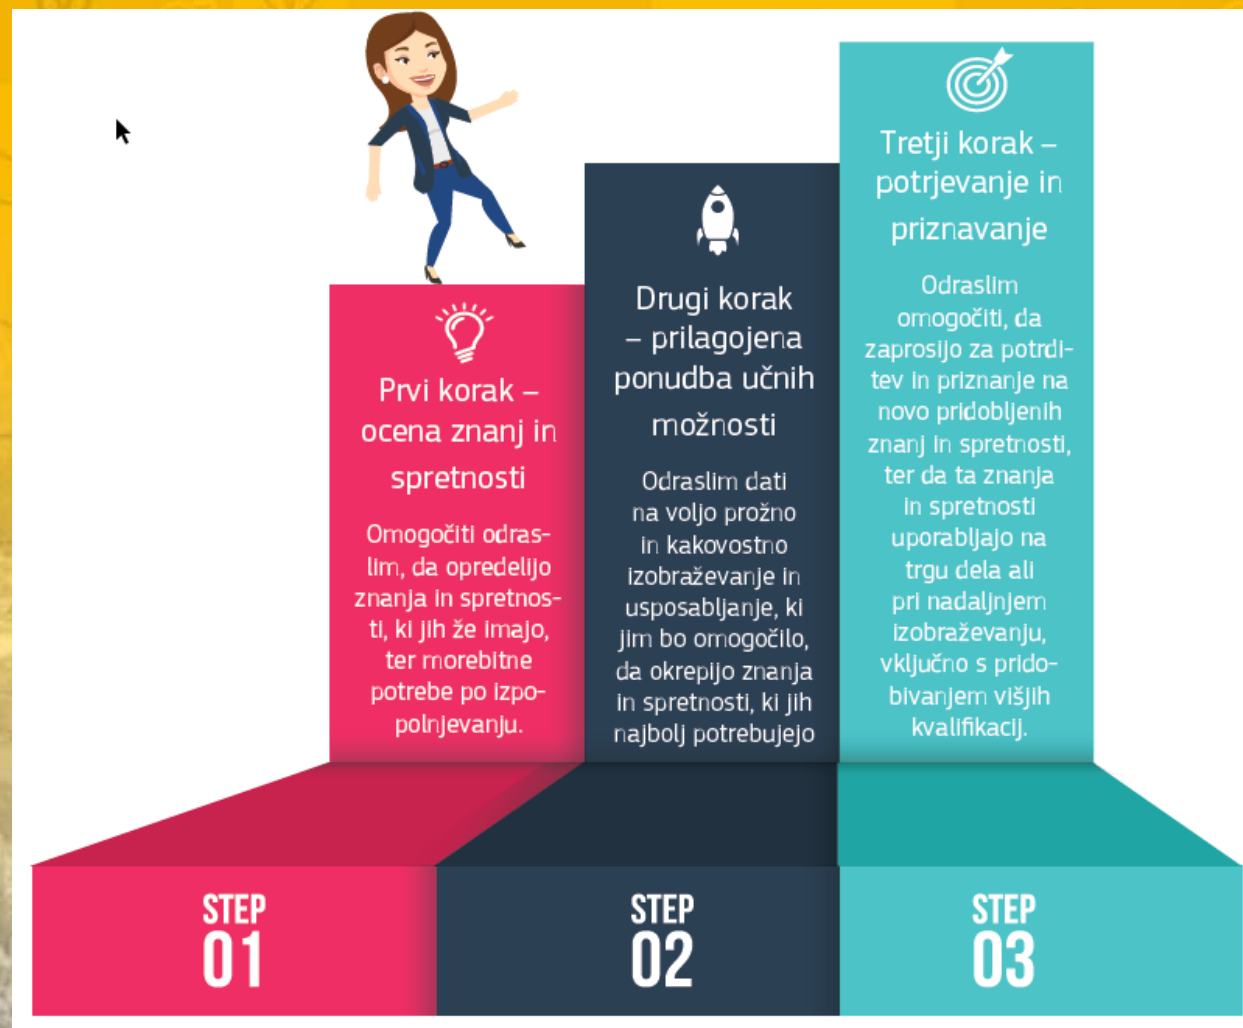 Prvi korak –
ocena znanj in
spretnosti
Omogočiti odras-
lim, da opredelijo
znanja in spretnos-
ti, ki jih že imajo,
ter morebitne
potrebe po izpo-
polnjevanju.
Drugi korak
– prilagojena
ponudba učnih
možnosti
Odraslim dati
na voljo prožno
in kakovostno
izobraževanje in
usposabljanje, ki
jim bo omogočilo,
da okrepijo znanja
in spretnosti, ki jih
najbolj potrebujejo
Tretji korak –
potrjevanje in
priznavanje
Odraslim
omogočiti, da
zaprosijo za potrdi-
tev in priznanje na
novo pridobljenih
znanj in spretnosti,
ter da ta znanja
in spretnosti
uporabljajo na
trgu dela ali
pri nadaljnjem
izobraževanju,
vključno s prido-
bivanjem višjih
kvalifikacij.
STEP
01
STEP
02
STEP
03